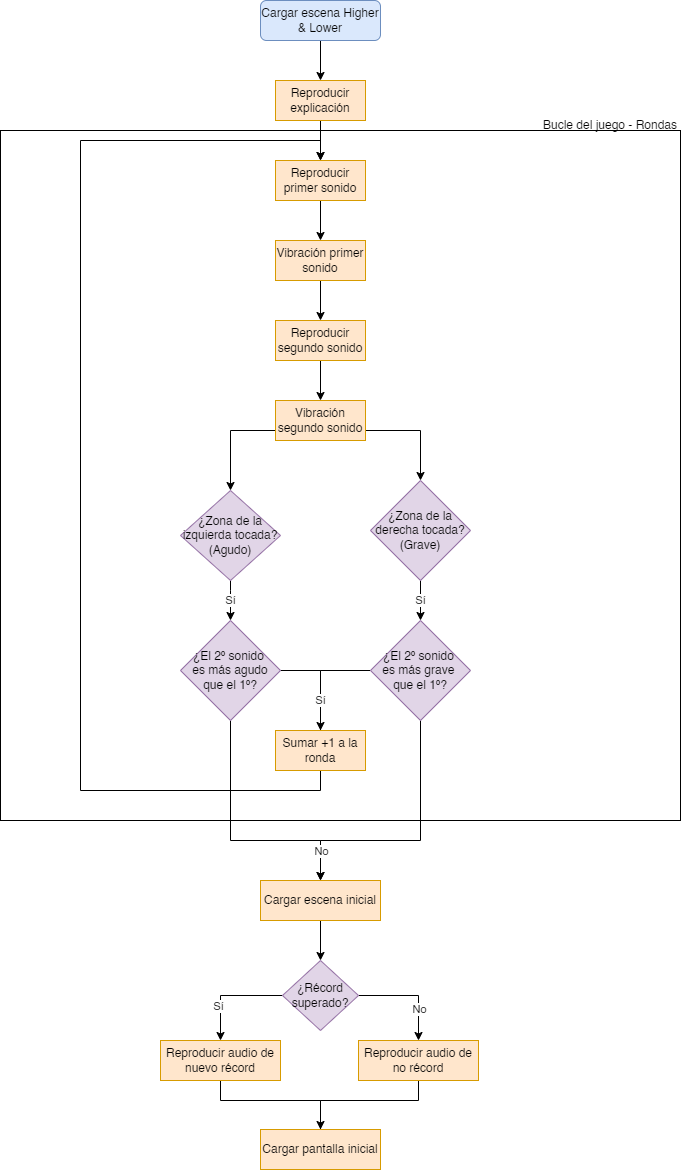 Cargar escena Higher
& Lower
Reproducir
explicación
Bucle del juego - Rondas
Reproducir
primer sonido
Vibración primer
sonido
Reproducir
segundo sonido
Vibración
segundo sonido
¿Zona de la
izquierda tocada?
(Agudo)
¿Zona de la
derecha tocada?
(Grave)
Sí
Sí
¿El 2º sonido
es más agudo
que el 1º?
¿El 2º sonido
es más grave
que el 1º?
Sí
Sumar +1 a la
ronda
No
Cargar escena inicial
¿Récord
superado?
Sí
No
Reproducir audio de
nuevo récord
Reproducir audio de
no récord
Cargar pantalla inicial